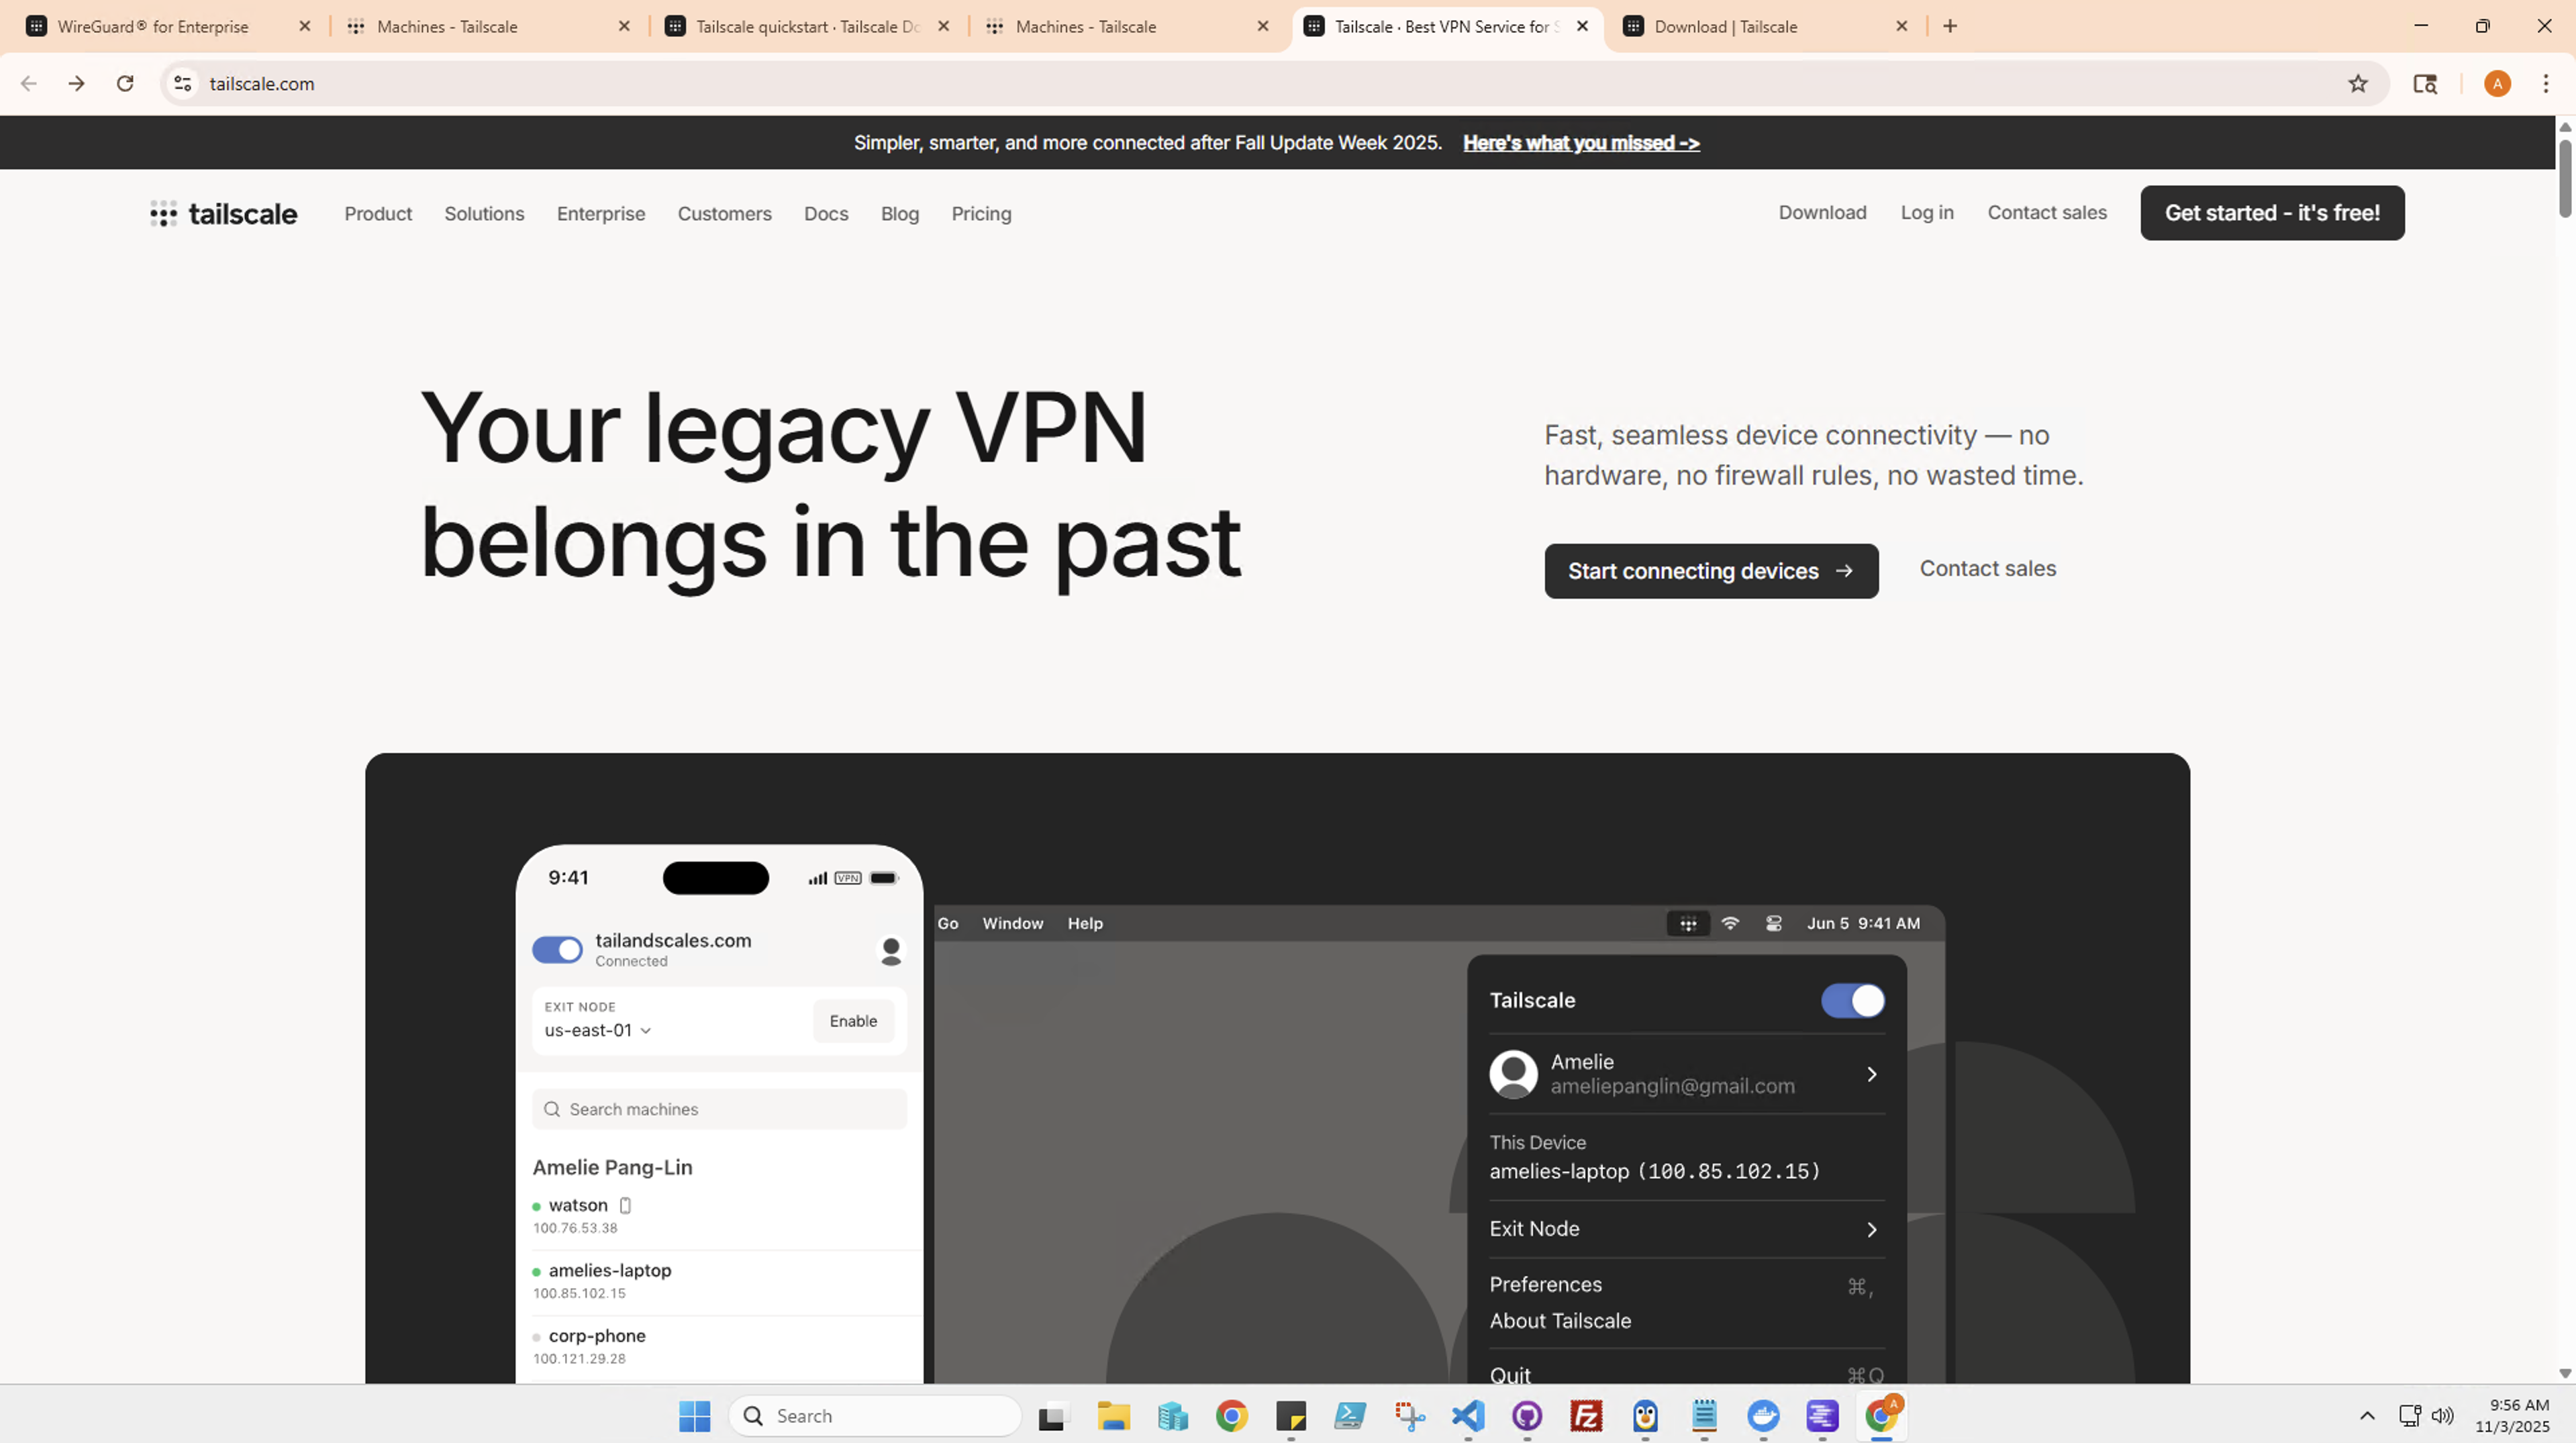 WireGuard® for Enterprise
Machines - Tailscale
Tailscale quickstart · Tailscale Do
Machines - Tailscale
Tailscale · Best VPN Service for S
Download | Tailscale
tailscale.com
A
Simpler, smarter, and more connected after Fall Update Week 2025. Here's what you missed ->
tailscale
Product Solutions Enterprise Customers Docs Blog Pricing
Download Log in Contact sales Get started - it's free!
Your legacy VPN
belongs in the past
Fast, seamless device connectivity — no
hardware, no firewall rules, no wasted time.
Start connecting devices → Contact sales
9:41
VPN
tailandscales.com
Connected
EXIT NODE
us-east-01
Enable
Search machines
Amelie Pang-Lin
watson
100.76.53.38
amelies-laptop
100.85.102.15
corp-phone
100.121.29.28
Go Window Help
Jun 5 9:41 AM
Tailscale
Amelie
ameliepanglin@gmail.com
This Device
amelies-laptop (100.85.102.15)
Exit Node
Preferences ⌘,
About Tailscale
Quit ⌘Q
Search
Fz
A
9:56 AM
11/3/2025